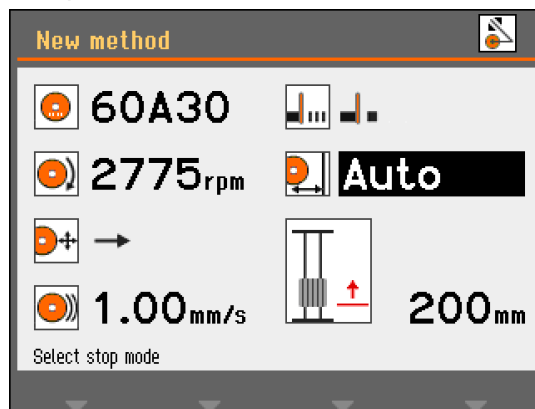 New method
60A30
2775rpm
Auto
1.00mm/s
200mm
Select stop mode